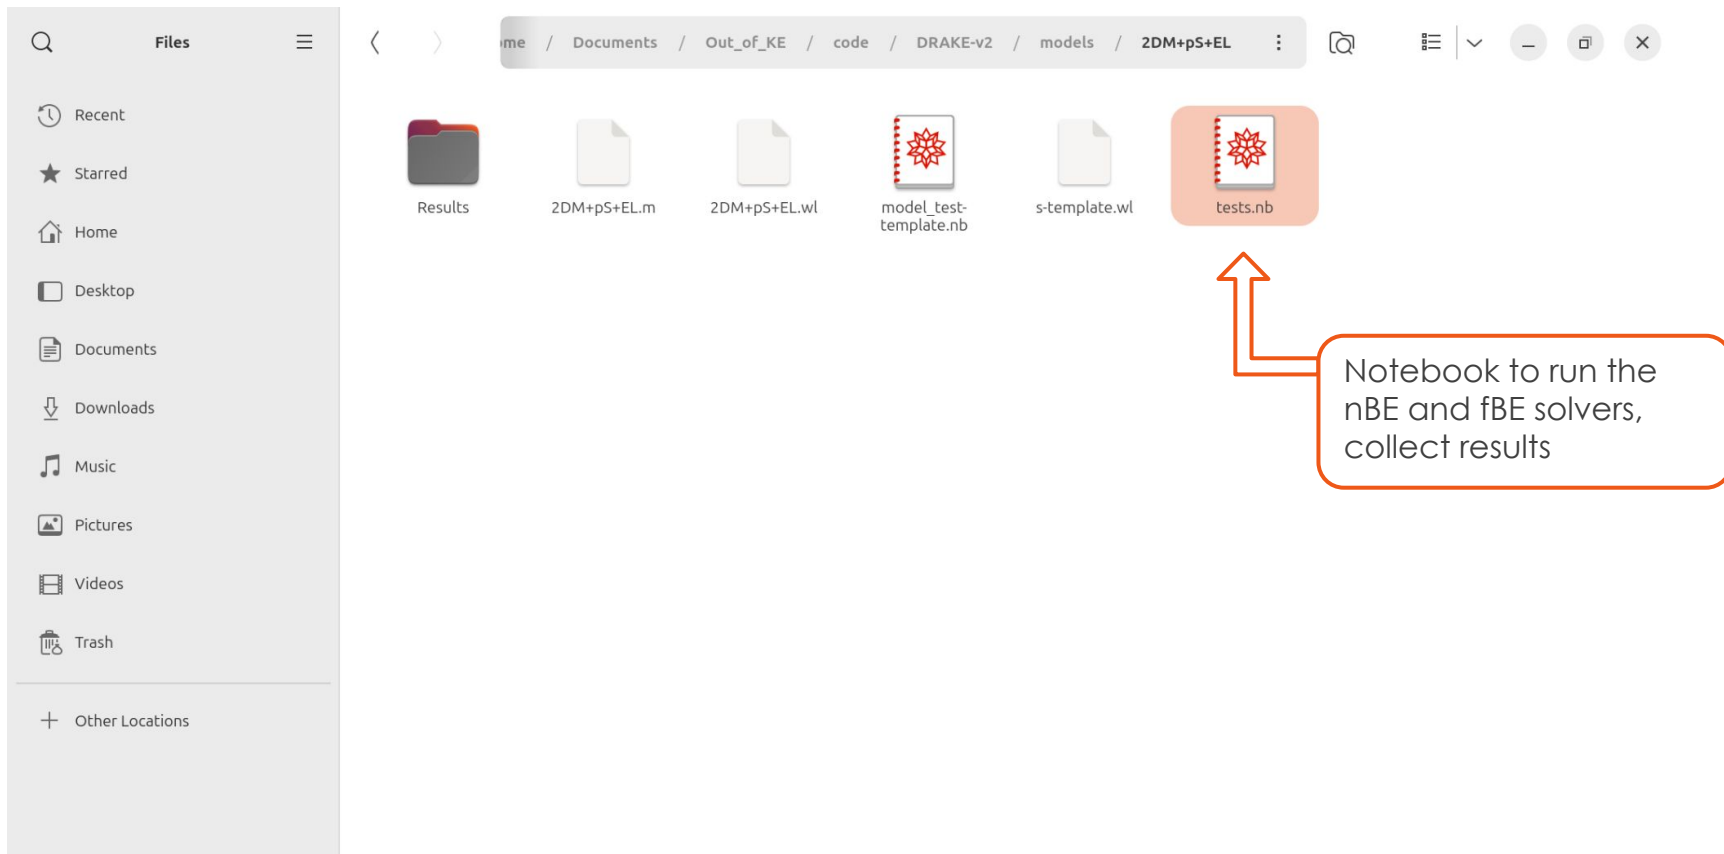 Files
me / Documents / Out_of_KE / code / DRAKE-v2 / models / 2DM+pS+EL
Recent
Starred
Home
Desktop
Documents
Downloads
Music
Pictures
Videos
Trash
Other Locations
Results
2DM+pS+EL.m
2DM+pS+EL.wl
model_test-
template.nb
s-template.wl
tests.nb
Notebook to run the
nBE and fBE solvers,
collect results